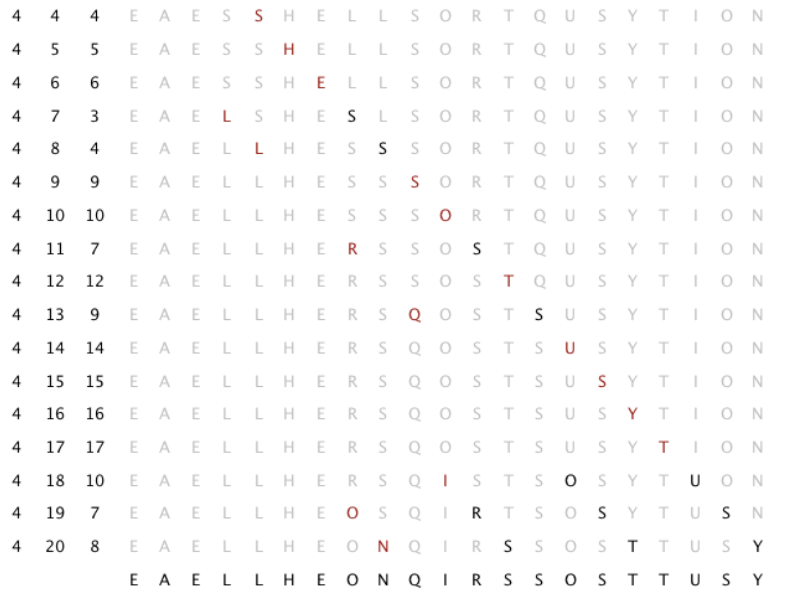 4 4 4 E A E S S H E L L S O R T Q U S Y T I O N
4 5 5 E A E S S H E L L S O R T Q U S Y T I O N
4 6 6 E A E S S H E L L S O R T Q U S Y T I O N
4 7 3 E A E L S H E S L S O R T Q U S Y T I O N
4 8 4 E A E L L H E S S S O R T Q U S Y T I O N
4 9 9 E A E L L H E S S S O R T Q U S Y T I O N
4 10 10 E A E L L H E S S S O R T Q U S Y T I O N
4 11 7 E A E L L H E R S S O S T Q U S Y T I O N
4 12 12 E A E L L H E R S S O S T Q U S Y T I O N
4 13 9 E A E L L H E R S Q O S T S U S Y T I O N
4 14 14 E A E L L H E R S Q O S T S U S Y T I O N
4 15 15 E A E L L H E R S Q O S T S U S Y T I O N
4 16 16 E A E L L H E R S Q O S T S U S Y T I O N
4 17 17 E A E L L H E R S Q O S T S U S Y T I O N
4 18 10 E A E L L H E R S Q I S T S O S Y T U O N
4 19 7 E A E L L H E O S Q I R T S O S Y T U S N
4 20 8 E A E L L H E O N Q I R S S O S T T U S Y
E A E L L H E O N Q I R S S O S T T U S Y